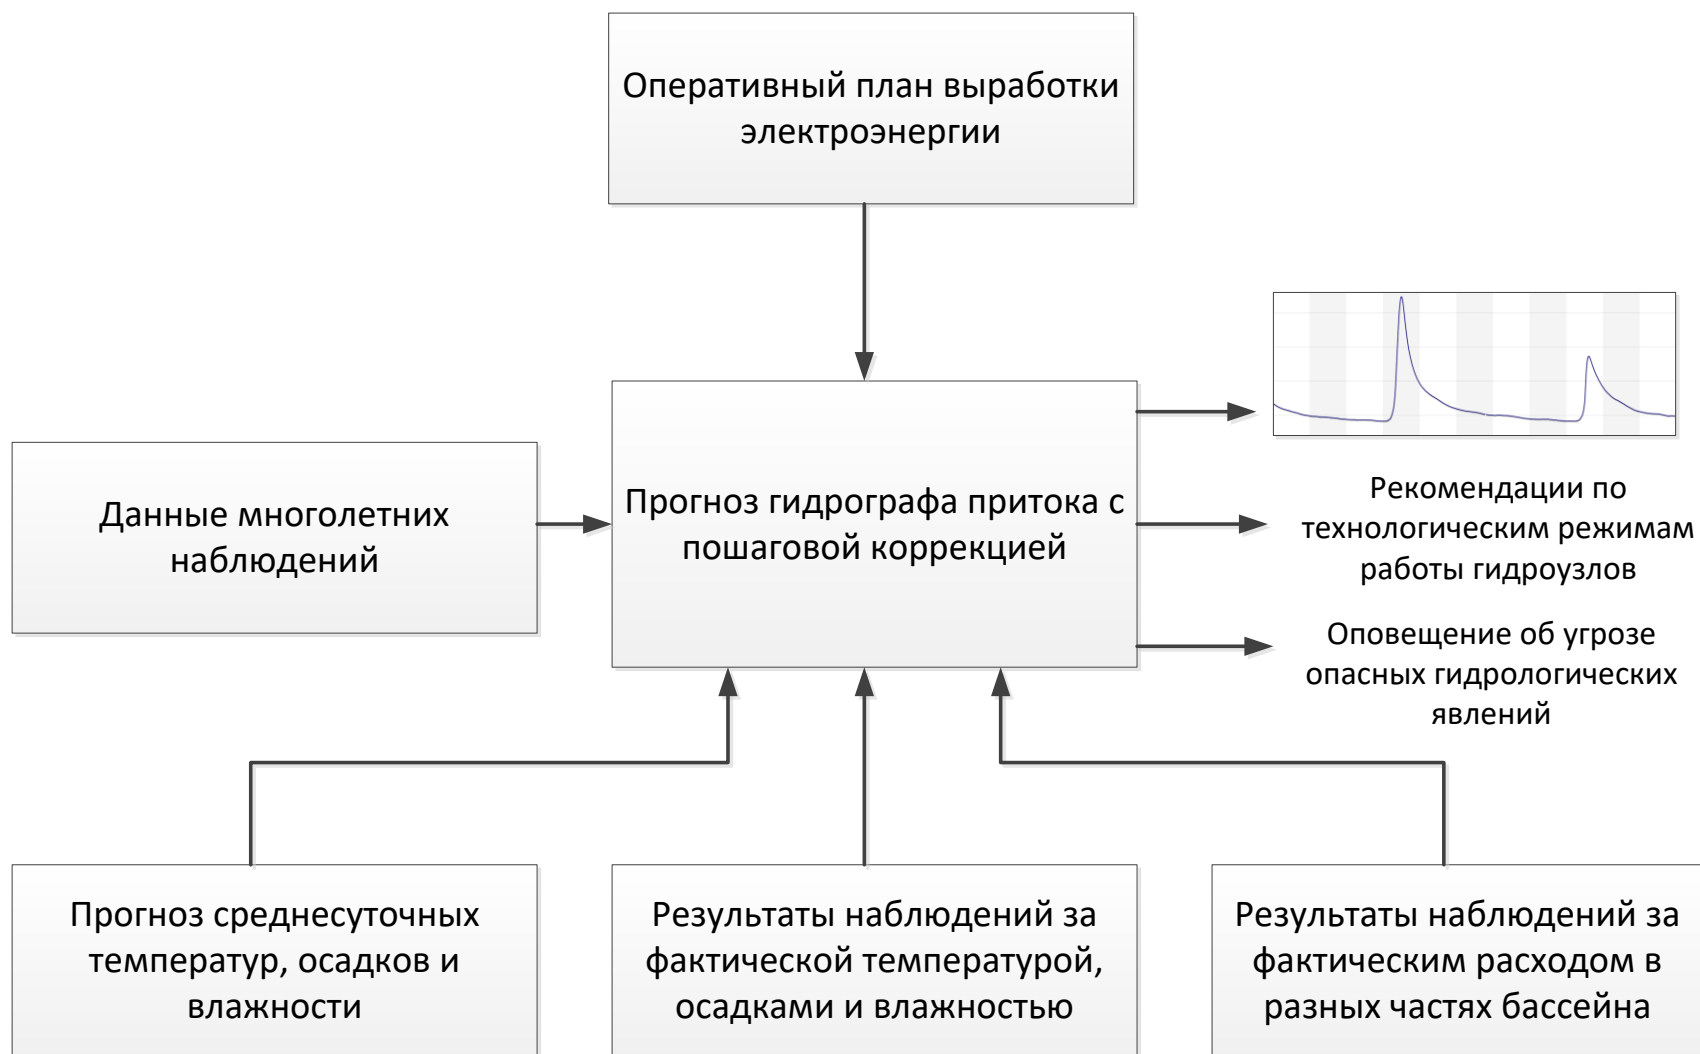 Оперативный план выработки
электроэнергии
Данные многолетних
наблюдений
Прогноз гидрографа притока с
пошаговой коррекцией
Рекомендации по
технологическим режимам
работы гидроузлов
Оповещение об угрозе
опасных гидрологических
явлений
Прогноз среднесуточных
температур, осадков и
влажности
Результаты наблюдений за
фактической температурой,
осадками и влажностью
Результаты наблюдений за
фактическим расходом в
разных частях бассейна